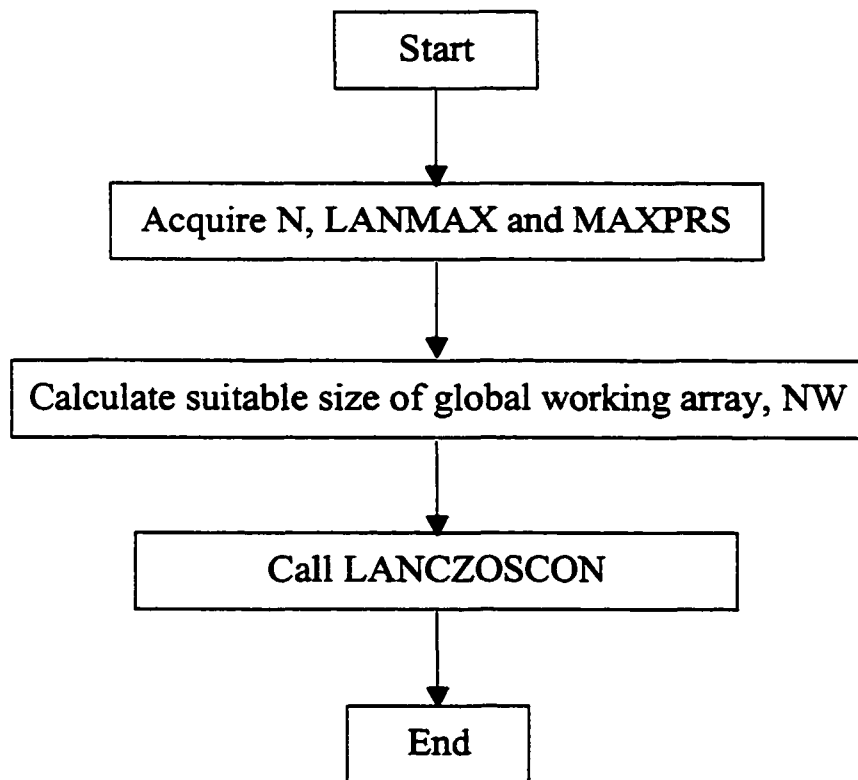 Start
Acquire N, LANMAX and MAXPRS
Calculate suitable size of global working array, NW
Call LANCZOSCON
End